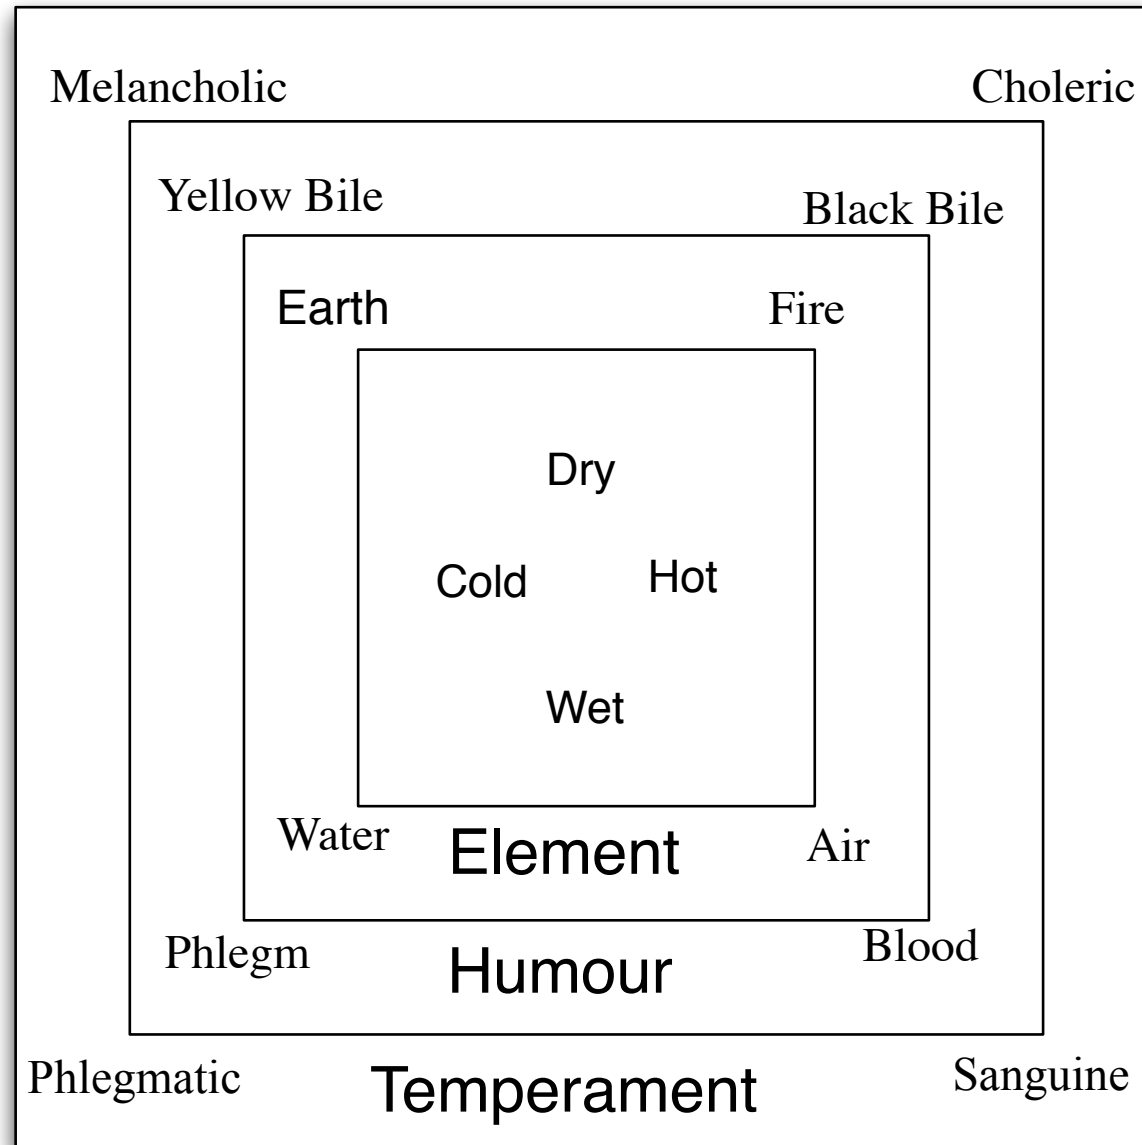 Melancholic
Choleric
Yellow Bile
Black Bile
Earth
Fire
Dry
Cold
Hot
Wet
Water
Element
Air
Phlegm
Humour
Blood
Phlegmatic
Temperament
Sanguine